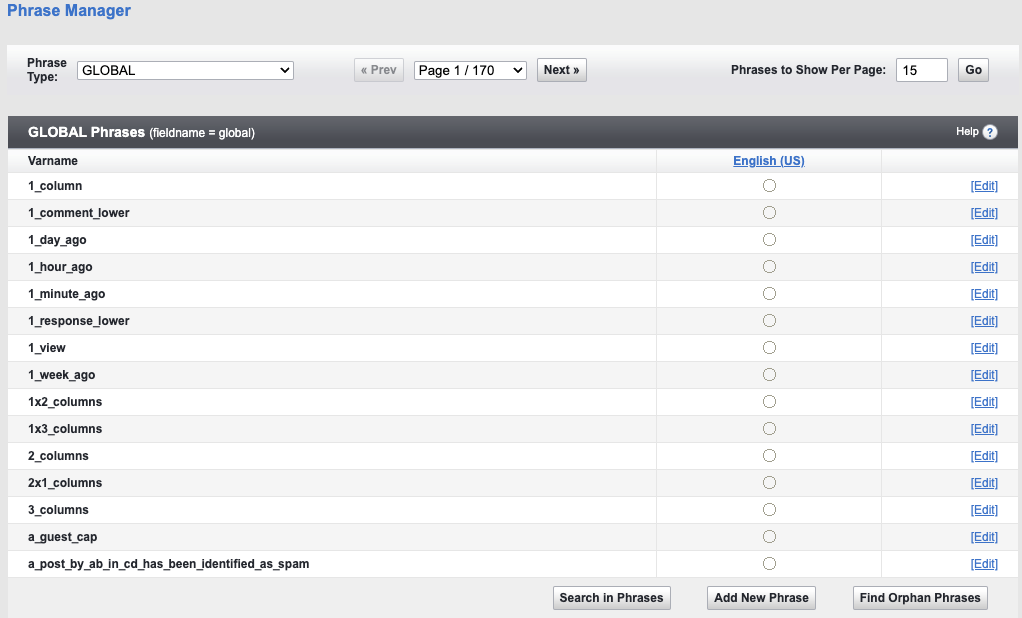 Phrase Manager
Phrase Type: GLOBAL « Prev Page 1 / 170 Next » Phrases to Show Per Page: 15 Go
GLOBAL Phrases (fieldname = global) Help ?
Varname English (US)
1_column [Edit]
1_comment_lower [Edit]
1_day_ago [Edit]
1_hour_ago [Edit]
1_minute_ago [Edit]
1_response_lower [Edit]
1_view [Edit]
1_week_ago [Edit]
1x2_columns [Edit]
1x3_columns [Edit]
2_columns [Edit]
2x1_columns [Edit]
3_columns [Edit]
a_guest_cap [Edit]
a_post_by_ab_in_cd_has_been_identified_as_spam [Edit]
Search in Phrases Add New Phrase Find Orphan Phrases